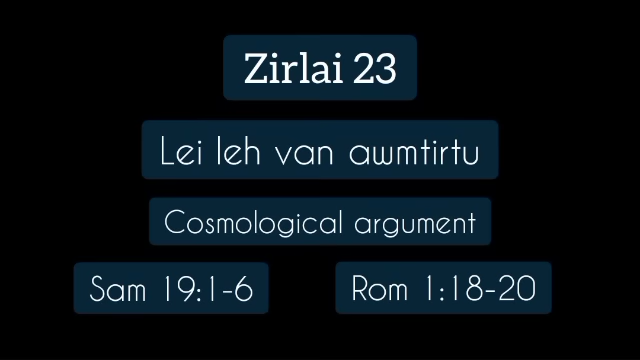 Zirlai 23
Lei leh van awmtirtu
Cosmological argument
Sam 19:1-6
Rom 1:18-20